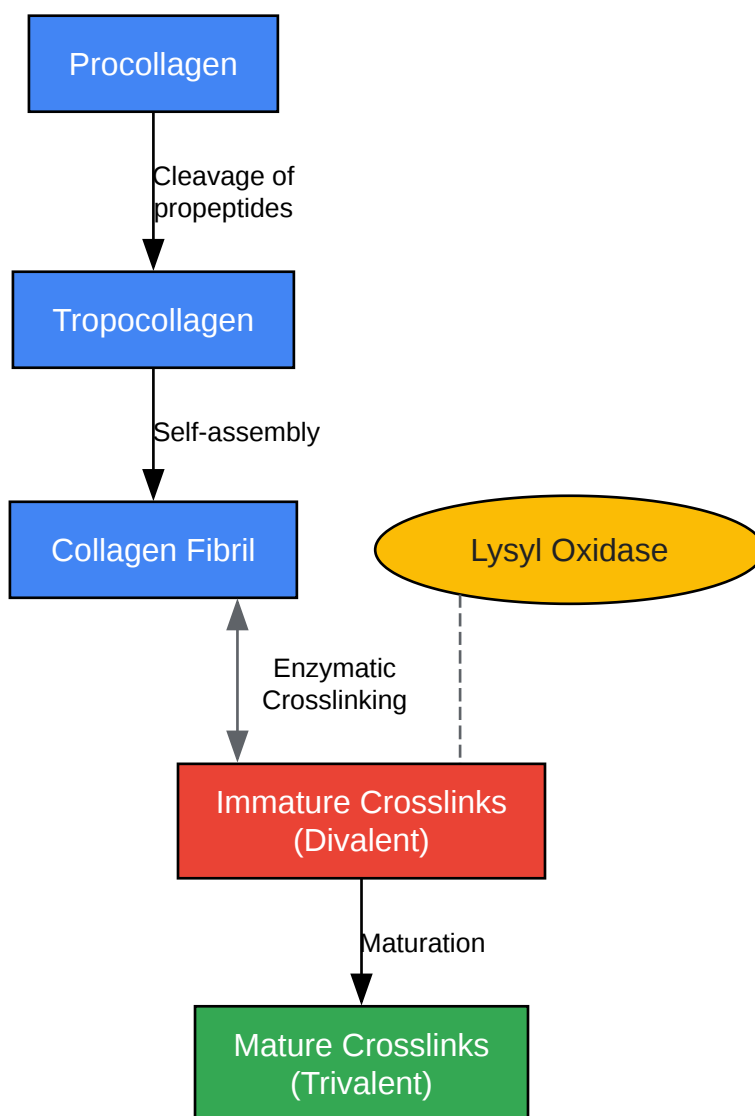 Procollagen
Cleavage of
propeptides
Tropocollagen
Self-assembly
Collagen Fibril
Lysyl Oxidase
Enzymatic
Crosslinking
Immature Crosslinks
(Divalent)
Maturation
Mature Crosslinks
(Trivalent)